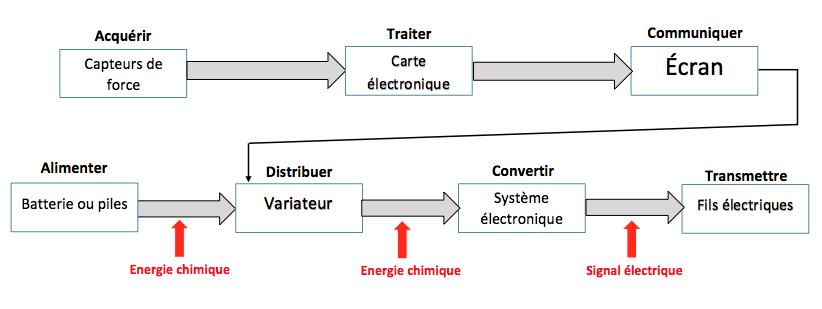 Acquérir
Traiter
Communiquer
Capteurs de
force
Carte
électronique
Écran
Alimenter
Distribuer
Convertir
Transmettre
Batterie ou piles
Variateur
Système
électronique
Fils électriques
Energie chimique
Energie chimique
Signal électrique